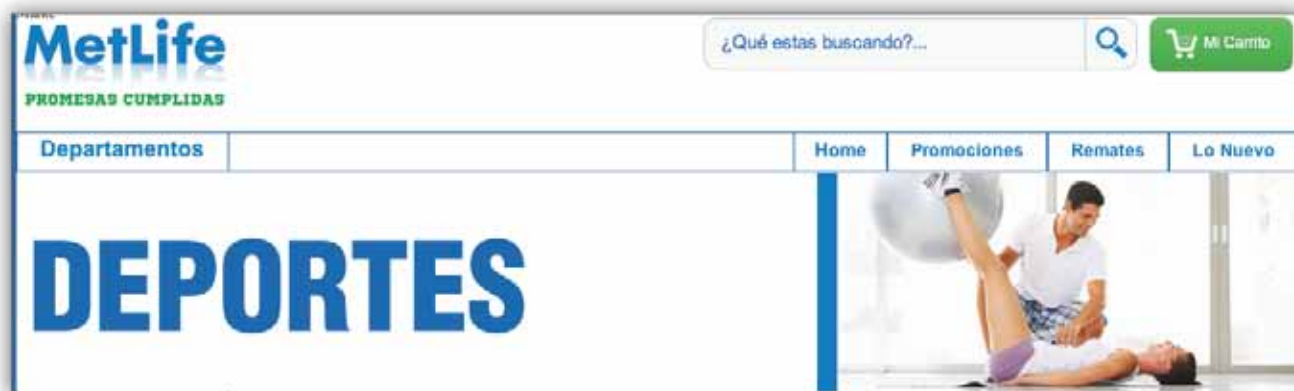 MetLife
PROMESAS CUMPLIDAS
¿Qué estas buscando?...
Mi Carrito
Departamentos
Home
Promociones
Remates
Lo Nuevo
DEPORTES